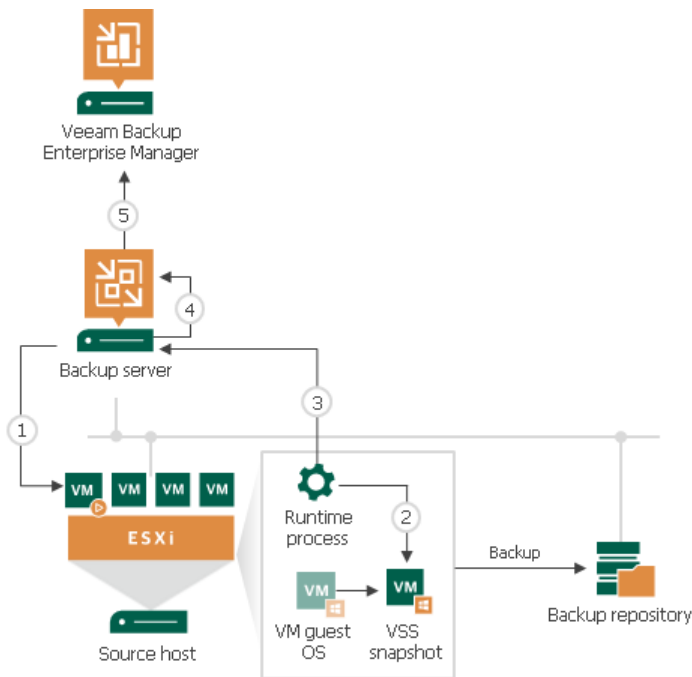 Veeam Backup
Enterprise Manager
5
4
Backup server
3
1
VM
VM
VM
VM
ESXi
Source host
Runtime
process
2
VM
VM
VM guest
OS
VSS
snapshot
Backup
Backup repository